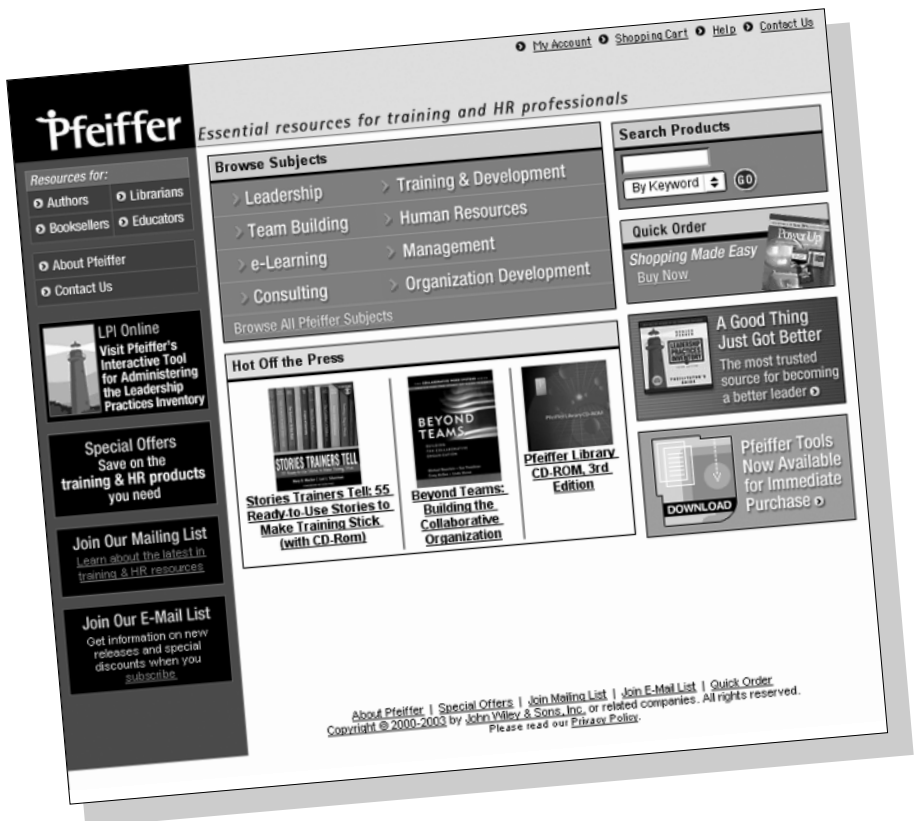 My Account Shopping Cart Help Contact Us
Pfeiffer
Essential resources for training and HR professionals
Resources for:
Authors Librarians
Booksellers Educators
About Pfeiffer
Contact Us
LPI Online
Visit Pfeiffer's
Interactive Tool
for Administering
the Leadership
Practices Inventory
Special Offers
Save on the
training & HR products
you need
Join Our Mailing List
Learn about the latest in
training & HR resources
Join Our E-Mail List
Get information on new
releases and special
discounts when you
subscribe.
Browse Subjects
Leadership Training & Development
Team Building Human Resources
e-Learning Management
Consulting Organization Development
Browse All Pfeiffer Subjects
Hot Off the Press
STORIES TRAINERS TELL
Stories Trainers Tell: 55
Ready-to-Use Stories to
Make Training Stick
(with CD-Rom)
BEYOND
TEAMS
Beyond Teams:
Building the
Collaborative
Organization
Pfeiffer Library
CD-ROM, 3rd
Edition
Search Products
By Keyword GO
Quick Order
Shopping Made Easy
Buy Now
Power Up
A Good Thing
Just Got Better
The most trusted
source for becoming
a better leader
LEADERSHIP
PRACTICES
INVENTORY
Pfeiffer Tools
Now Available
for Immediate
Purchase
DOWNLOAD
About Pfeiffer | Special Offers | Join Mailing List | Join E-Mail List | Quick Order
Copyright © 2000-2003 by John Wiley & Sons, Inc. or related companies. All rights reserved.
Please read our Privacy Policy.